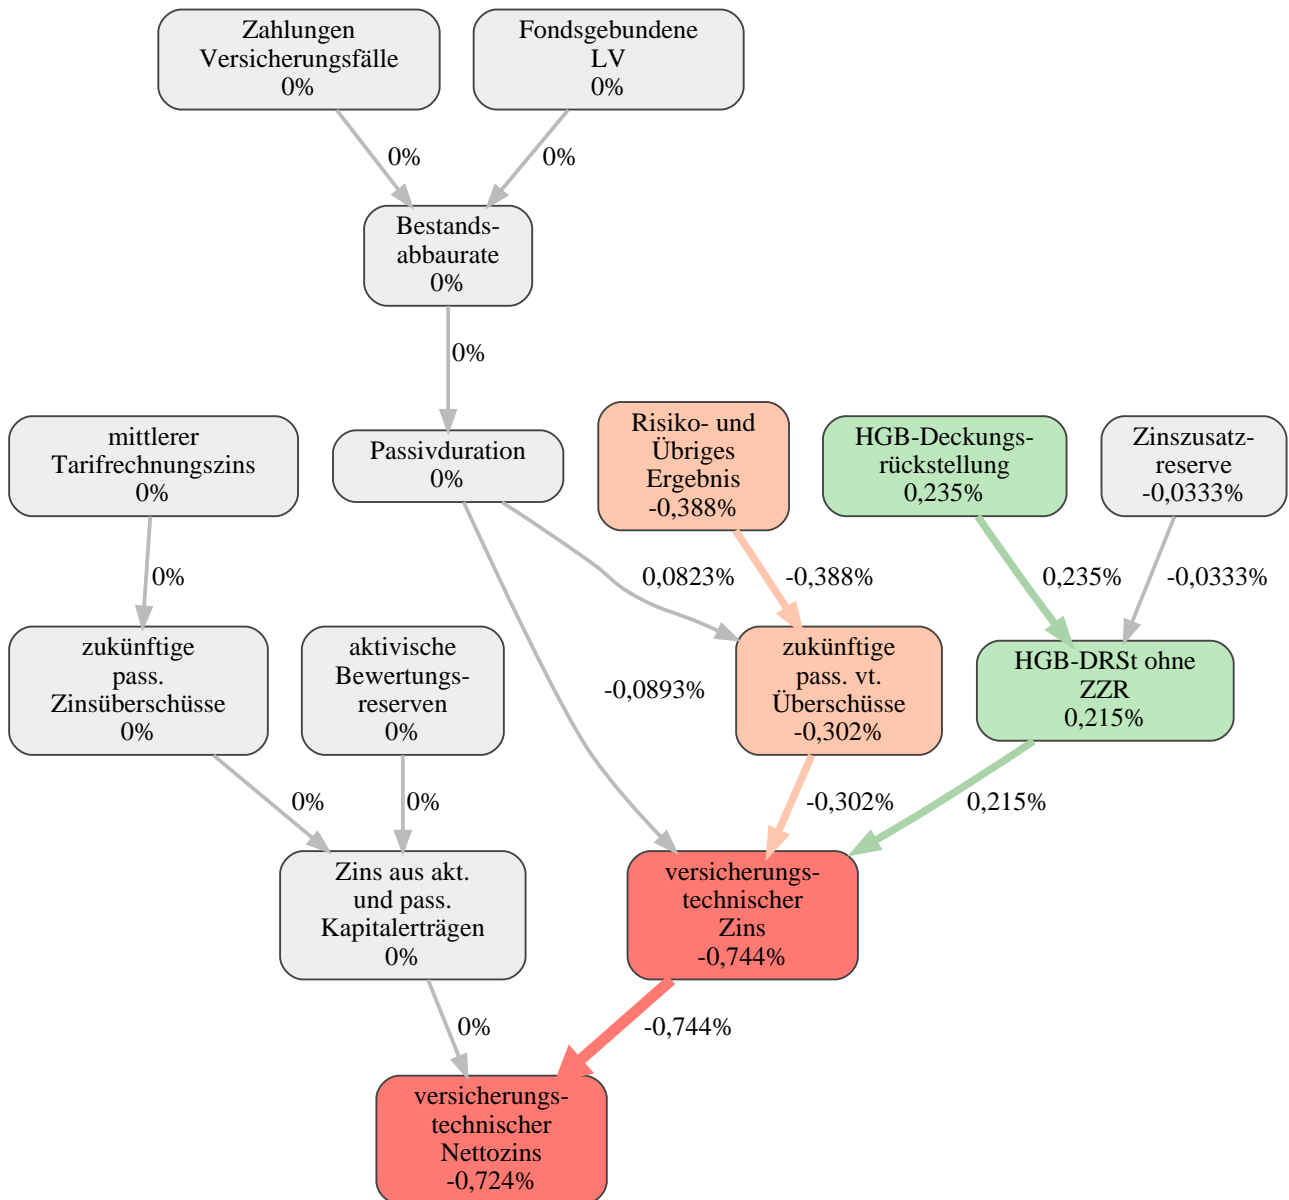 Zahlungen
Versicherungsfälle
0%
Fondsgebundene
LV
0%
0%
0%
Bestands-
abbaurate
0%
0%
mittlerer
Tarifrechnungszins
0%
Passivduration
0%
Risiko- und
Übriges
Ergebnis
-0,388%
HGB-Deckungs-
rückstellung
0,235%
Zinszusatz-
reserve
-0,0333%
0%
0,0823%
-0,388%
0,235%
-0,0333%
zukünftige
pass.
Zinsüberschüsse
0%
aktivische
Bewertungs-
reserven
0%
-0,0893%
zukünftige
pass. vt.
Überschüsse
-0,302%
HGB-DRSt ohne
ZZR
0,215%
0%
0%
-0,302%
0,215%
Zins aus akt.
und pass.
Kapitalerträgen
0%
versicherungs-
technischer
Zins
-0,744%
0%
-0,744%
versicherungs-
technischer
Nettozins
-0,724%